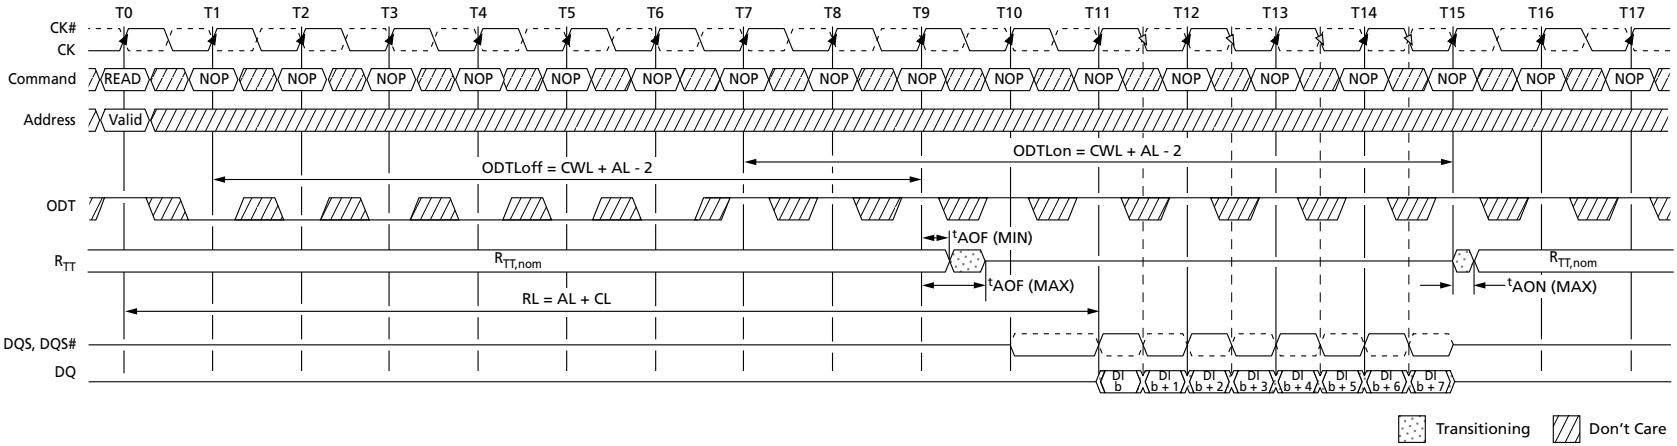 T0 T1 T2 T3 T4 T5 T6 T7 T8 T9 T10 T11 T12 T13 T14 T15 T16 T17
CK#
CK
Command READ NOP NOP NOP NOP NOP NOP NOP NOP NOP NOP NOP NOP NOP NOP NOP NOP NOP
Address Valid
ODTLon = CWL + AL - 2
ODTLoff = CWL + AL - 2
ODT
tAOF (MIN)
RTT RTT,nom RTT,nom
tAOF (MAX) tAON (MAX)
RL = AL + CL
DQS, DQS#
DQ
DI b DI b + 1 DI b + 2 DI b + 3 DI b + 4 DI b + 5 DI b + 6 DI b + 7
Transitioning Don't Care